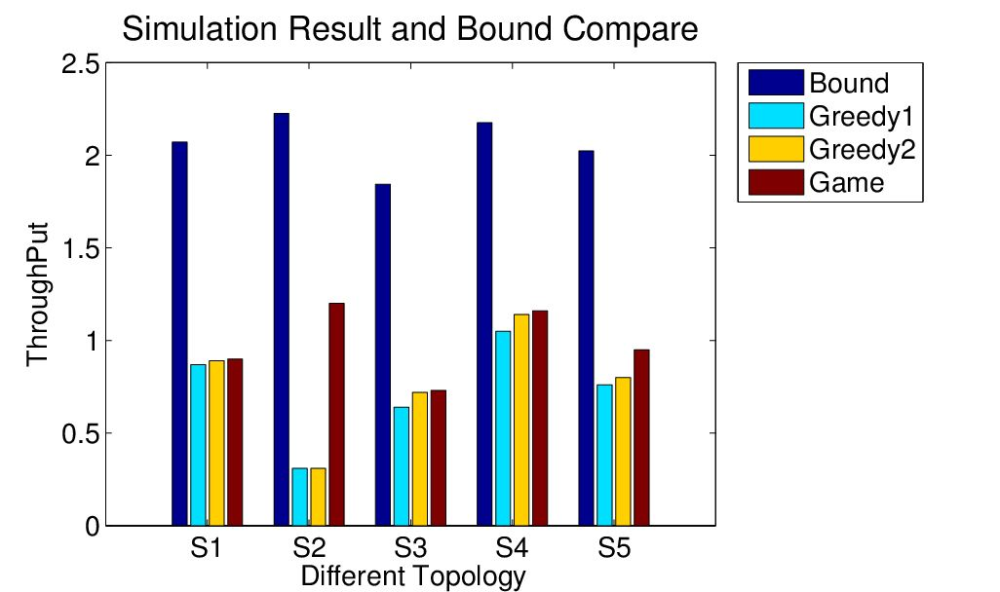 Simulation Result and Bound Compare
2.5
2
1.5
1
0.5
0
ThroughPut
S1 S2 S3 S4 S5
Different Topology
Bound
Greedy1
Greedy2
Game